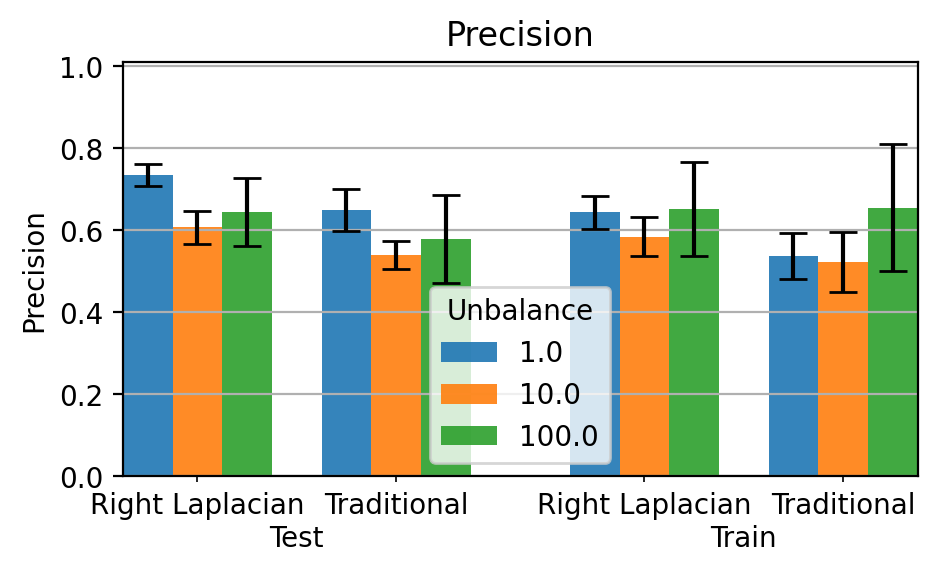 Precision
Precision
1.0
0.8
0.6
0.4
0.2
0.0
Unbalance
1.0
10.0
100.0
Right Laplacian Traditional Right Laplacian Traditional
Test Train